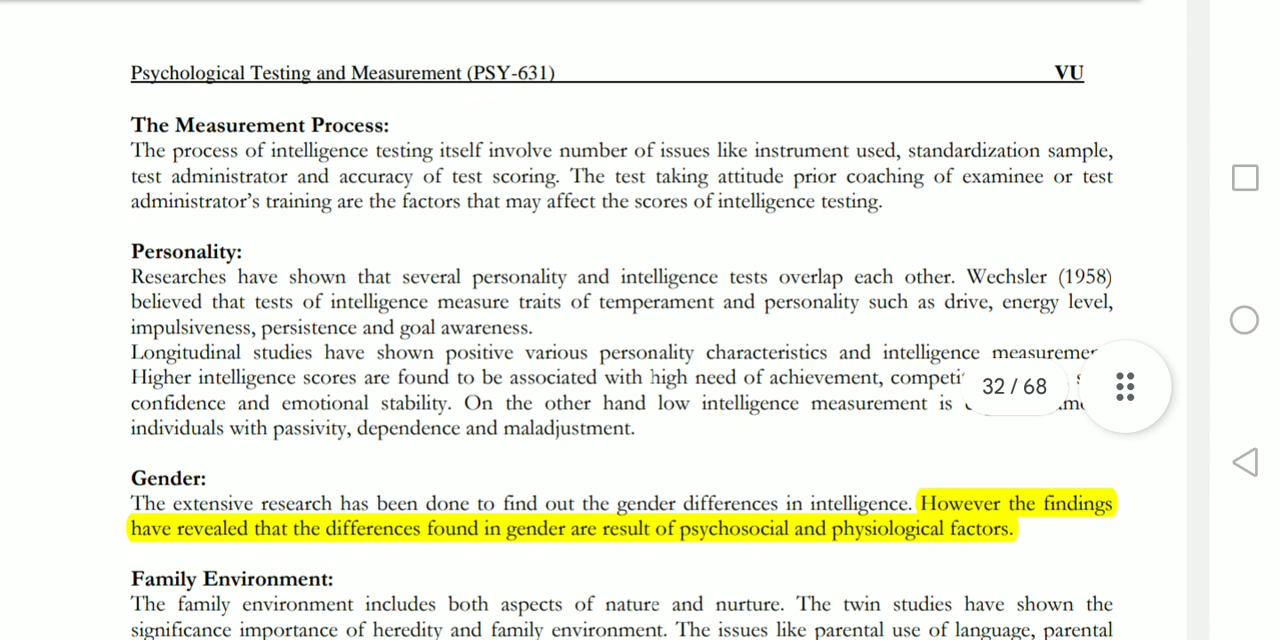 Psychological Testing and Measurement (PSY-631) VU
The Measurement Process:
The process of intelligence testing itself involve number of issues like instrument used, standardization sample,
test administrator and accuracy of test scoring. The test taking attitude prior coaching of examinee or test
administrator's training are the factors that may affect the scores of intelligence testing.
Personality:
Researches have shown that several personality and intelligence tests overlap each other. Wechsler (1958)
believed that tests of intelligence measure traits of temperament and personality such as drive, energy level,
impulsiveness, persistence and goal awareness.
Longitudinal studies have shown positive various personality characteristics and intelligence
Higher intelligence scores are found to be associated with high need of achievement,
32 / 68
confidence and emotional stability. On the other hand low intelligence measurement is
individuals with passivity, dependence and maladjustment.
Gender:
The extensive research has been done to find out the gender differences in intelligence. However the findings
have revealed that the differences found in gender are result of psychosocial and physiological factors.
Family Environment:
The family environment includes both aspects of nature and nurture. The twin studies have shown the
significance importance of heredity and family environment. The issues like parental use of language, parental